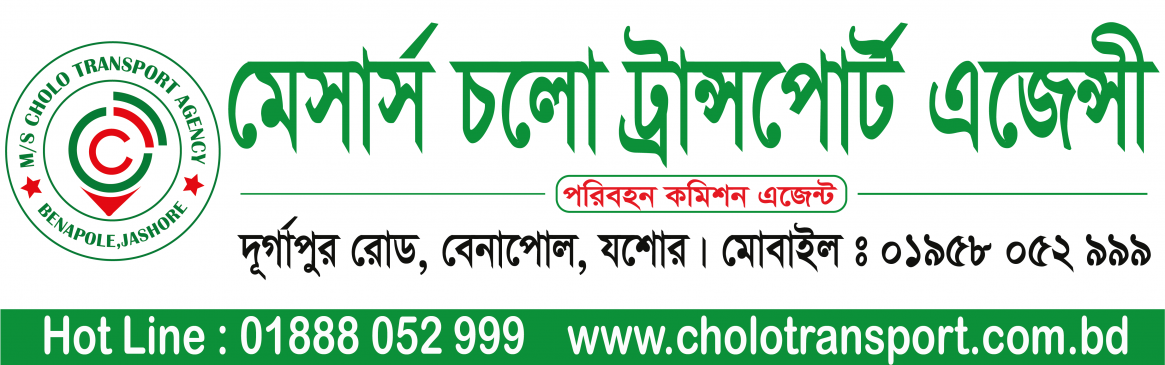 M/S CHOLO TRANSPORT AGENCY
BENAPOLE,JASHORE
C
মেসার্স চলো ট্রান্সপোর্ট এজেন্সী
পরিবহন কমিশন এজেন্ট
দূর্গাপুর রোড, বেনাপোল, যশোর। মোবাইল ঃ ০১৯৫৮ ০৫২ ৯৯৯
Hot Line : 01888 052 999 www.cholotransport.com.bd